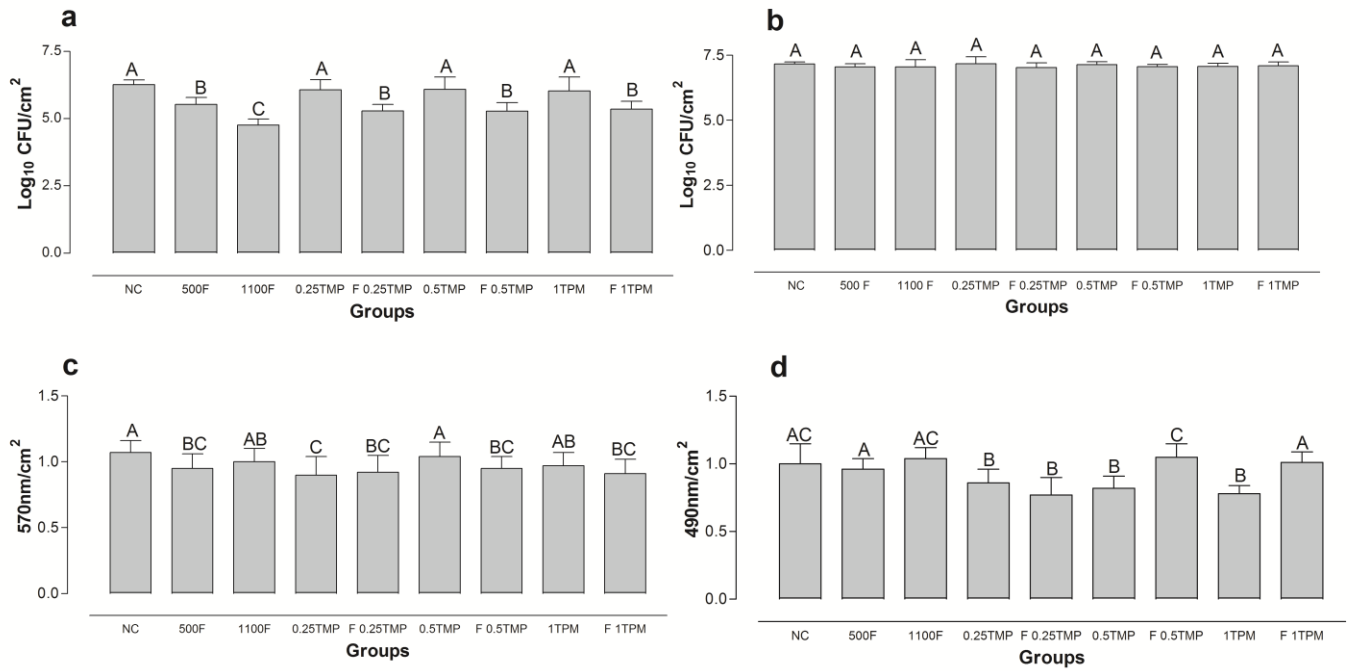 a
Log₁₀ CFU/cm²
7.5
5.0
2.5
0.0
A B C A B A B A B
NC 500F 1100F 0.25TMP F 0.25TMP 0.5TMP F 0.5TMP 1TPM F 1TPM
Groups
b
Log₁₀ CFU/cm²
7.5
5.0
2.5
0.0
A A A A A A A A A
NC 500 F 1100 F 0.25TMP F 0.25TMP 0.5TMP F 0.5TMP 1TMP F 1TMP
Groups
c
570nm/cm²
1.5
1.0
0.5
0.0
A BC AB C BC A BC AB BC
NC 500F 1100F 0.25TMP F 0.25TMP 0.5TMP F 0.5TMP 1TPM F 1TPM
Groups
d
490nm/cm²
1.5
1.0
0.5
0.0
AC A AC B B B C B A
NC 500F 1100F 0.25TMP F 0.25TMP 0.5TMP F 0.5TMP 1TPM F 1TPM
Groups